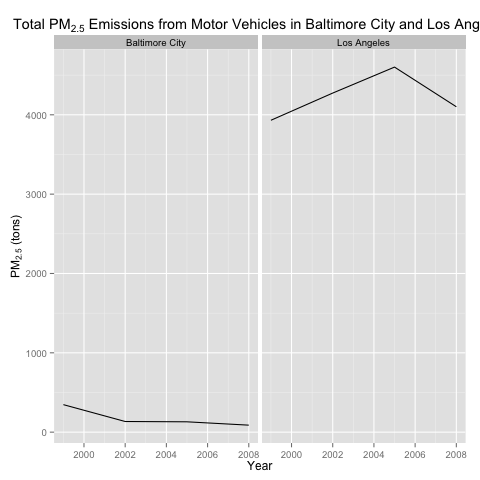 Total PM2.5 Emissions from Motor Vehicles in Baltimore City and Los Ang
Baltimore City Los Angeles
4000
3000
2000
1000
0
PM2.5 (tons)
2000 2002 2004 2006 2008 2000 2002 2004 2006 2008
Year